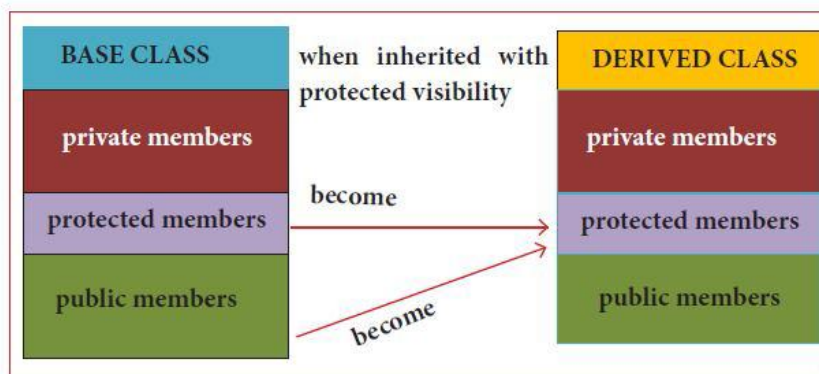 BASE CLASS
when inherited with
protected visibility
DERIVED CLASS
private members
private members
become
protected members
protected members
public members
become
public members